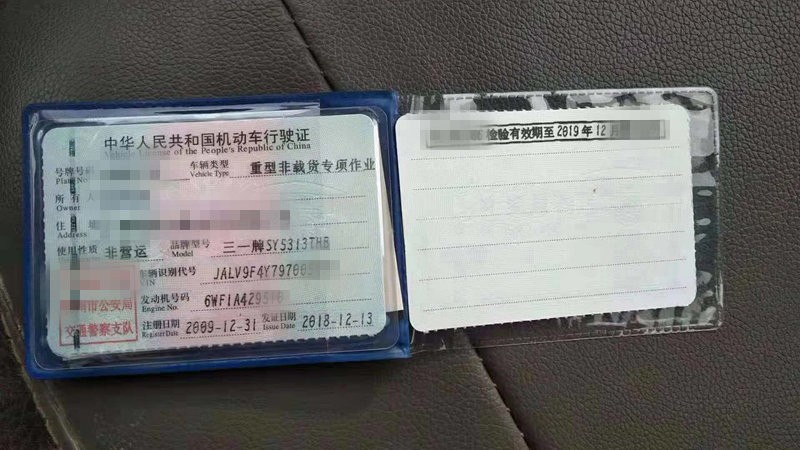 中华人民共和国机动车行驶证
Vehicle License of the People's Republic of China
号牌号码
Plate No.
车辆类型 重型非载货专项作业
Vehicle Type
所有人
Owner
住址
Address
使用性质 非营运 品牌型号 三一牌SY5313THB
Model
车辆识别代号 JALV9F4Y79700
VIN
发动机号码 6WF1A429
Engine No.
市公安局
交通警察支队
注册日期 2009-12-31 发证日期 2018-12-13
Register Date Issue Date
检验有效期至2019年12月